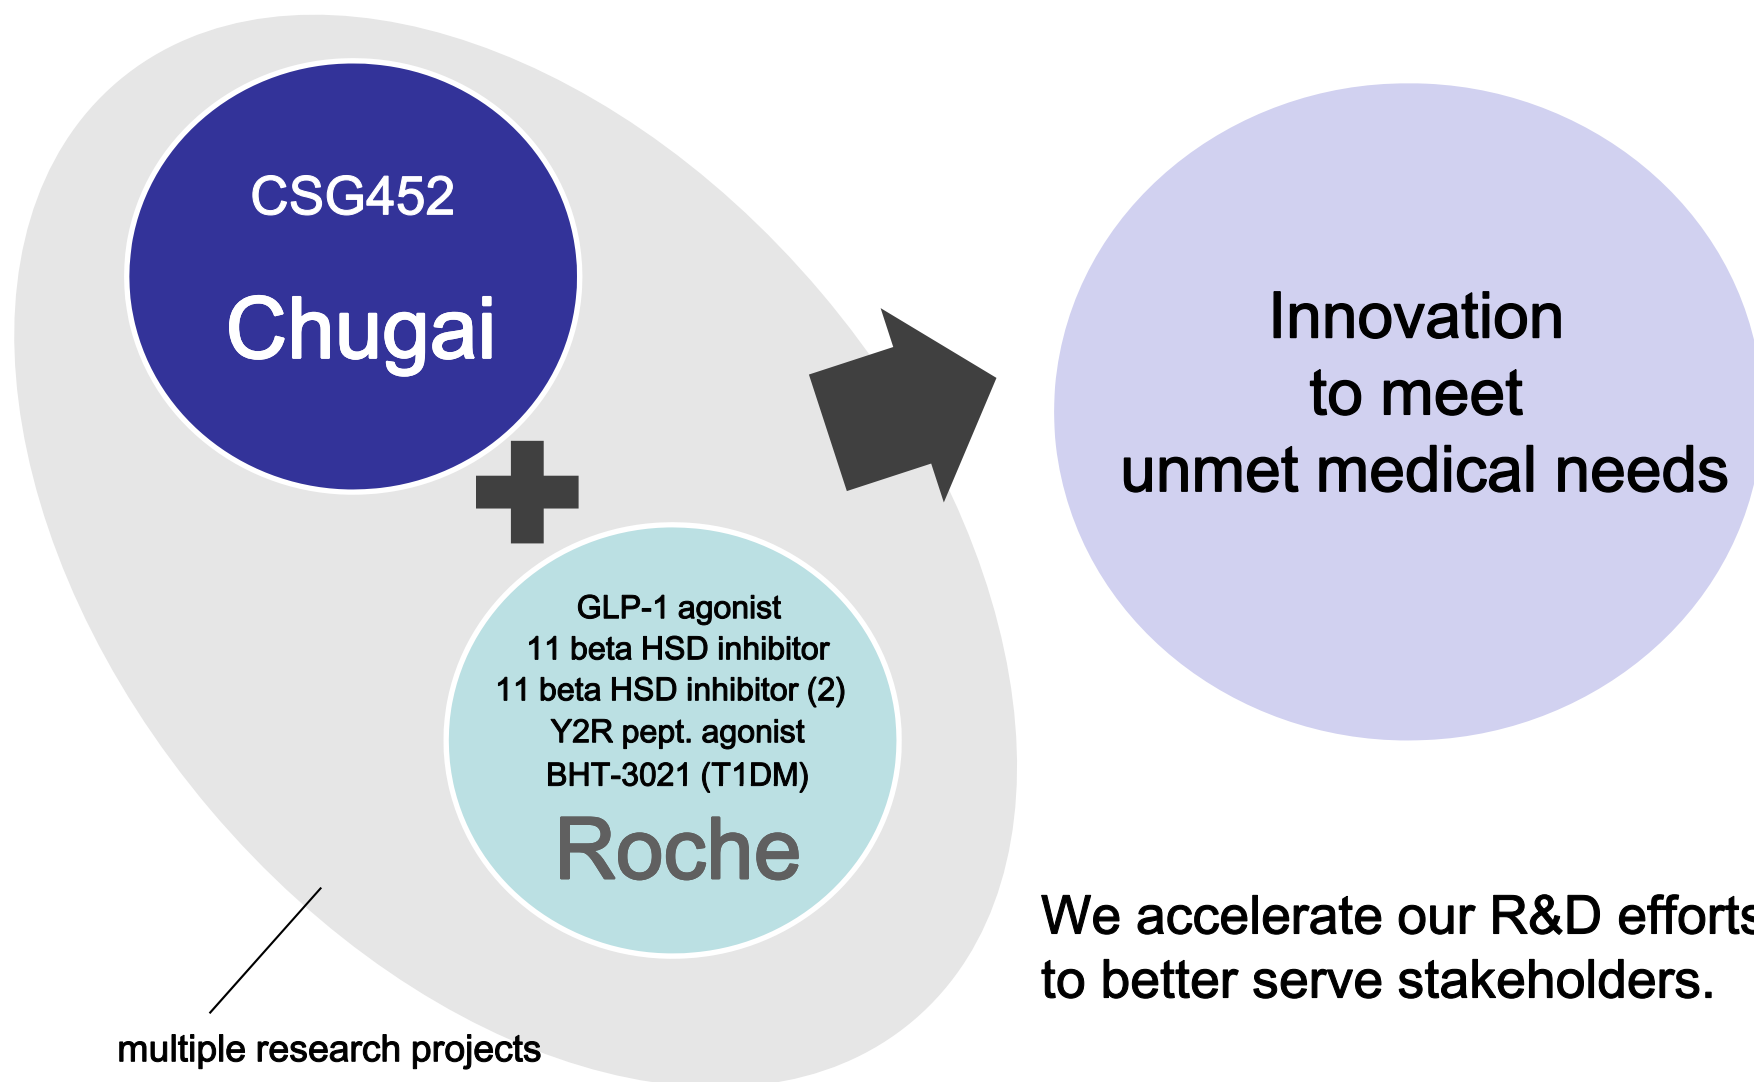 CSG452
Chugai
GLP-1 agonist
11 beta HSD inhibitor
11 beta HSD inhibitor (2)
Y2R pept. agonist
BHT-3021 (T1DM)
Roche
multiple research projects
Innovation
to meet
unmet medical needs
We accelerate our R&D efforts
to better serve stakeholders.